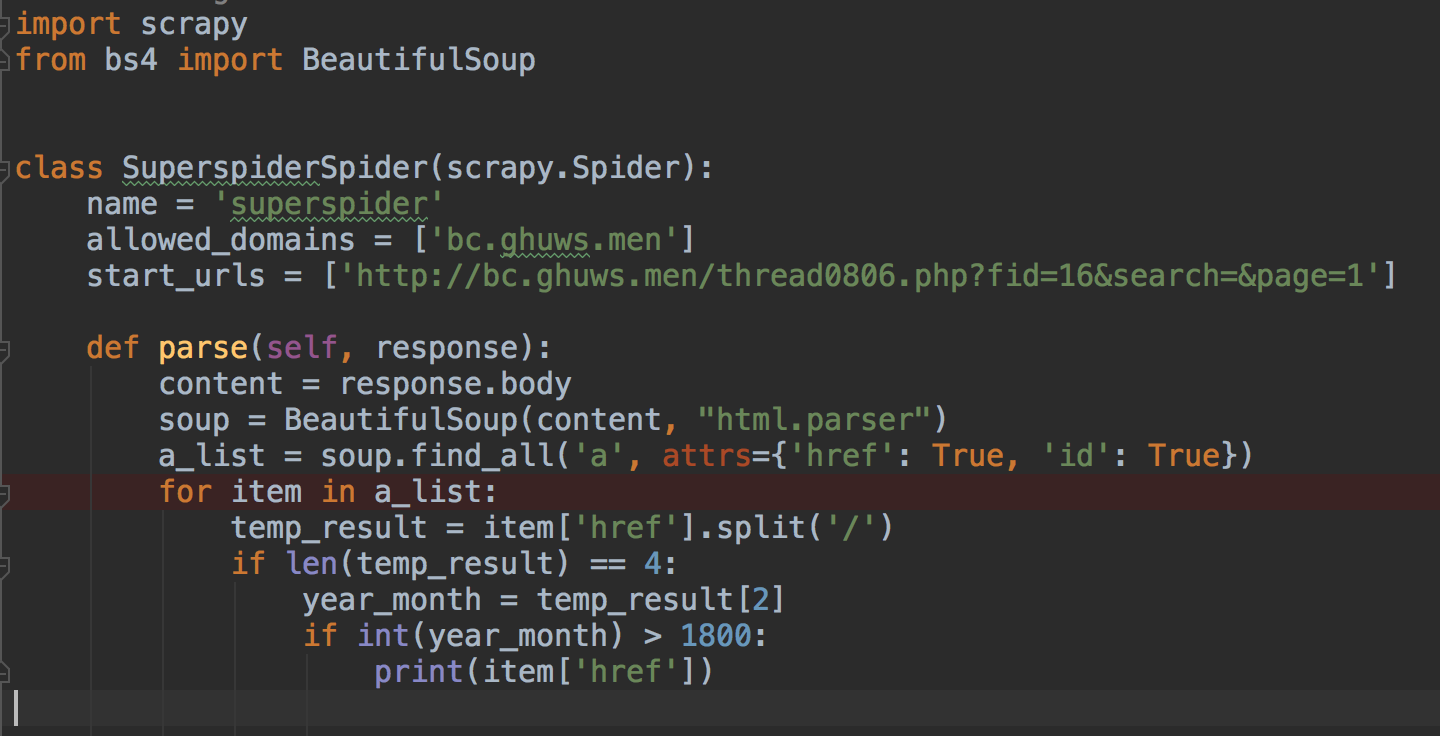 import scrapy
from bs4 import BeautifulSoup
class SuperspiderSpider(scrapy.Spider):
    name = 'superspider'
    allowed_domains = ['bc.ghuws.men']
    start_urls = ['http://bc.ghuws.men/thread0806.php?fid=16&search=&page=1']
    def parse(self, response):
        content = response.body
        soup = BeautifulSoup(content, "html.parser")
        a_list = soup.find_all('a', attrs={'href': True, 'id': True})
        for item in a_list:
            temp_result = item['href'].split('/')
            if len(temp_result) == 4:
                year_month = temp_result[2]
                if int(year_month) > 1800:
                    print(item['href'])